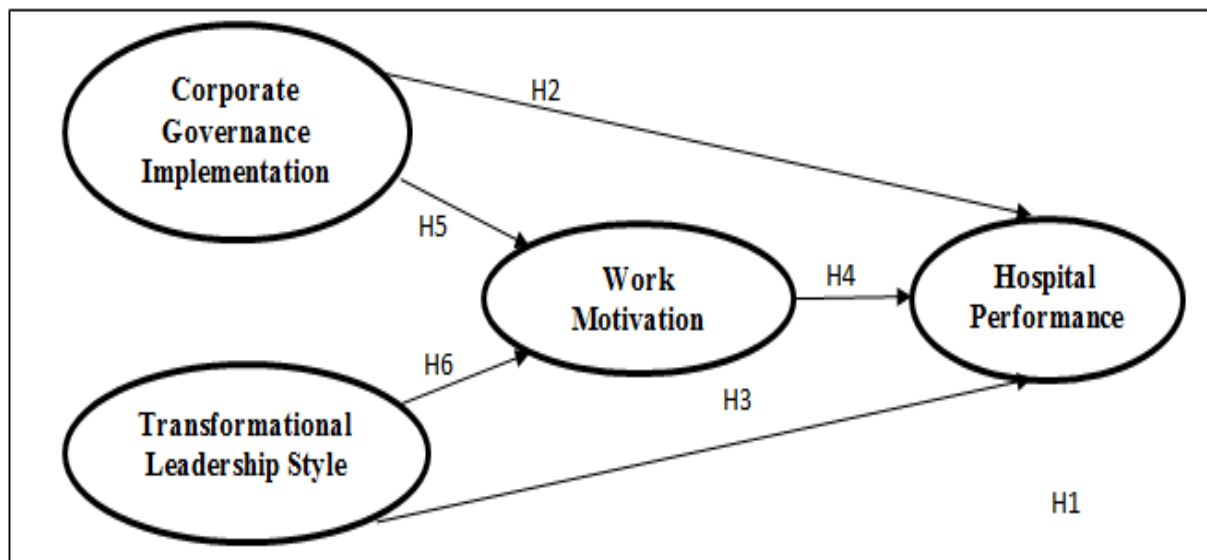 Corporate
Governance
Implementation
H2
H5
Work
Motivation
H4
Hospital
Performance
H6
H3
Transformational
Leadership Style
H1